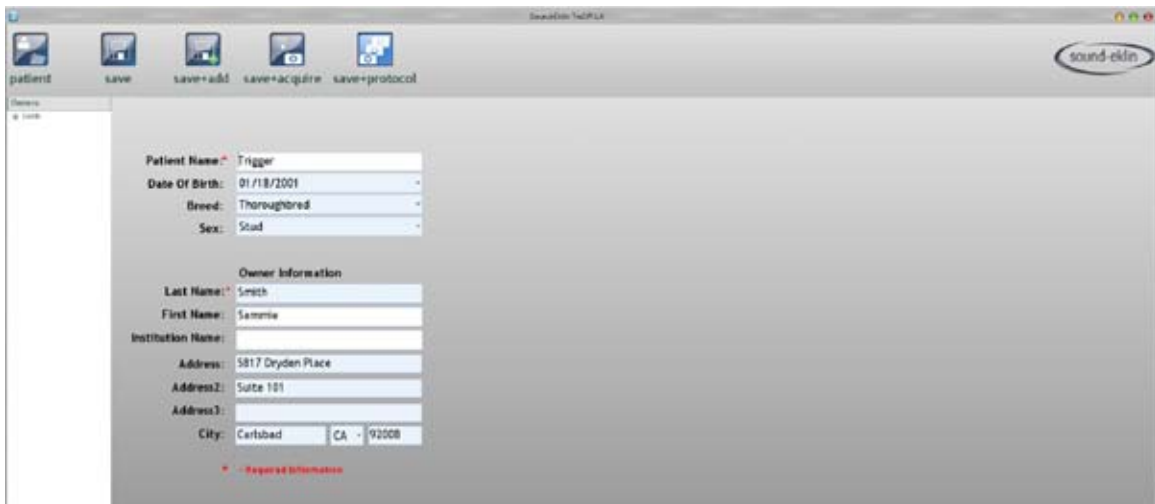 patient save save+add save+acquire save+protocol
sound-eklin
Owners
Smith
Patient Name:* Trigger
Date Of Birth: 01/18/2001
Breed: Thoroughbred
Sex: Stud
Owner Information
Last Name:* Smith
First Name: Sammie
Institution Name:
Address: 5817 Dryden Place
Address2: Suite 101
Address3:
City: Carlsbad CA 92008
* - Required Information